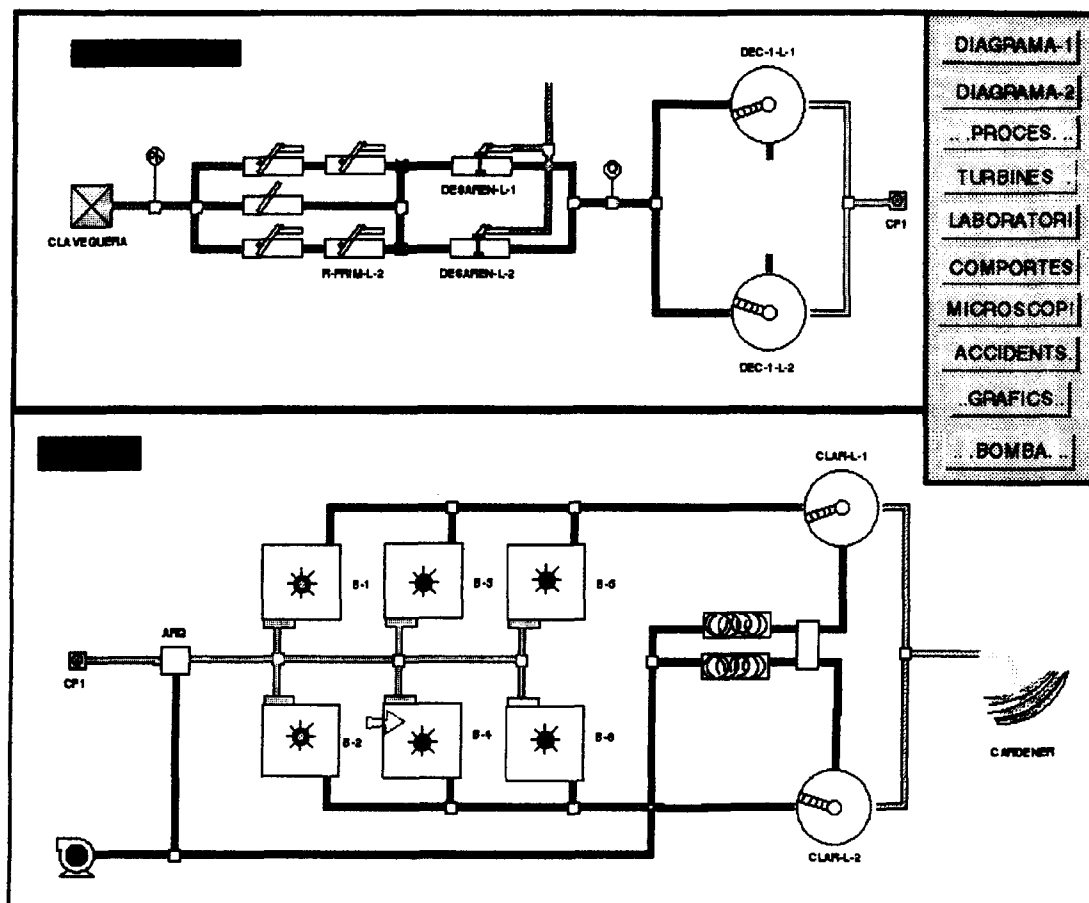 DIAGRAMA-1
DIAGRAMA-2
...PROCES...
TURBINES
LABORATORI
COMPORTES
MICROSCOPI
ACCIDENTS.
..GRAFICS..
...BOMBA...
DEC-1-L-1
DESAREN-L-1
CLAVEGUERA
CP1
R-PRIM-L-2
DESAREN-L-2
DEC-1-L-2
CLAR-L-1
B-1
B-3
B-5
CP1
B-2
B-4
B-6
CARDENER
CLAR-L-2